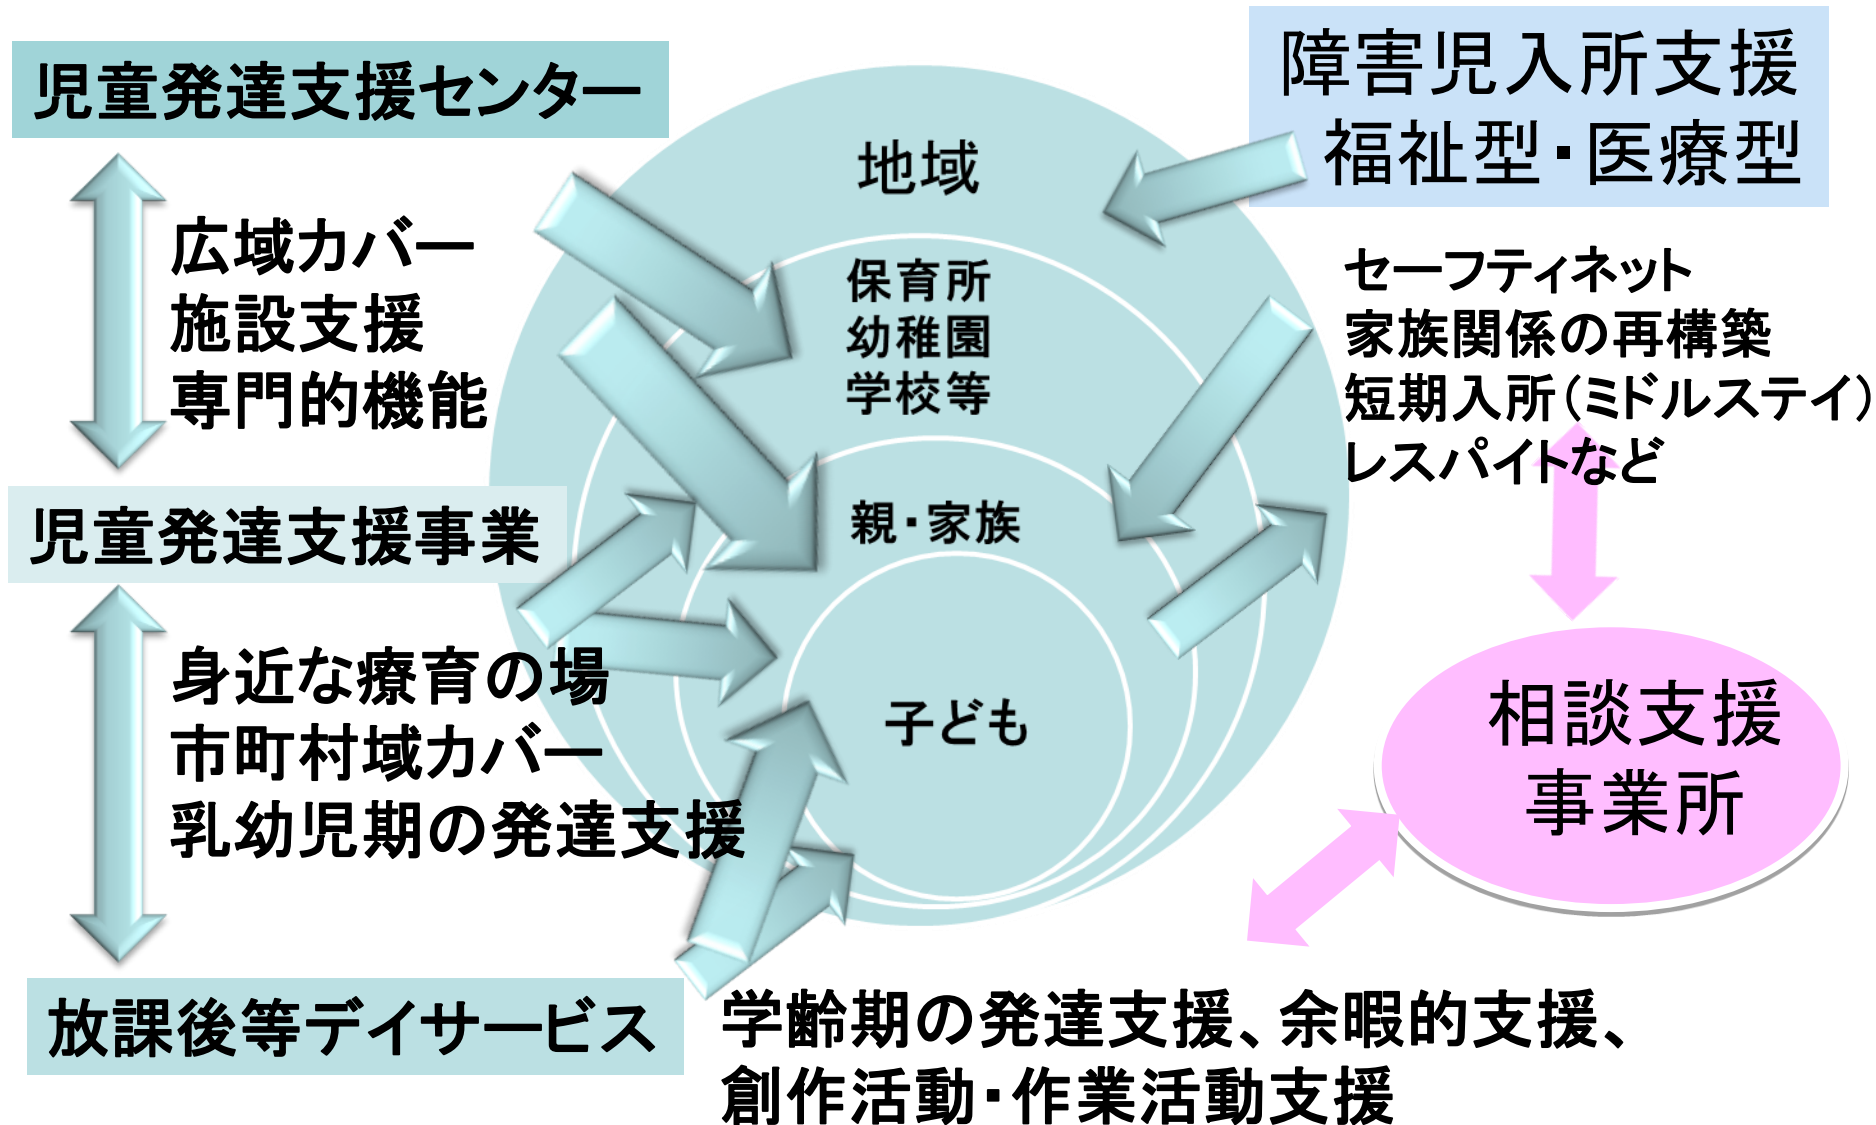 児童発達支援センター
広域カバー
施設支援
専門的機能
児童発達支援事業
身近な療育の場
市町村域カバー
乳幼児期の発達支援
放課後等デイサービス
学齢期の発達支援、余暇的支援、
創作活動・作業活動支援
地域
保育所
幼稚園
学校等
親・家族
子ども
障害児入所支援
福祉型・医療型
セーフティネット
家族関係の再構築
短期入所(ミドルステイ)
レスパイトなど
相談支援
事業所